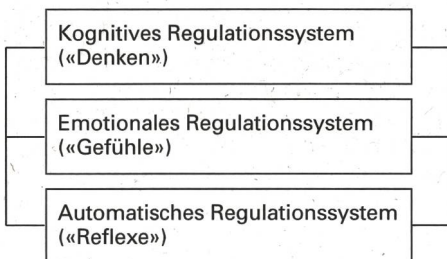 Kognitives Regulationssystem
(«Denken»)
Emotionales Regulationssystem
(«Gefühle»)
Automatisches Regulationssystem
(«Reflexe»)